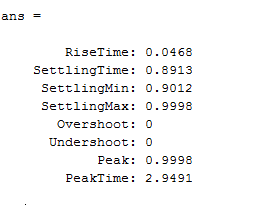 ans =
RiseTime: 0.0468
SettlingTime: 0.8913
SettlingMin: 0.9012
SettlingMax: 0.9998
Overshoot: 0
Undershoot: 0
Peak: 0.9998
PeakTime: 2.9491